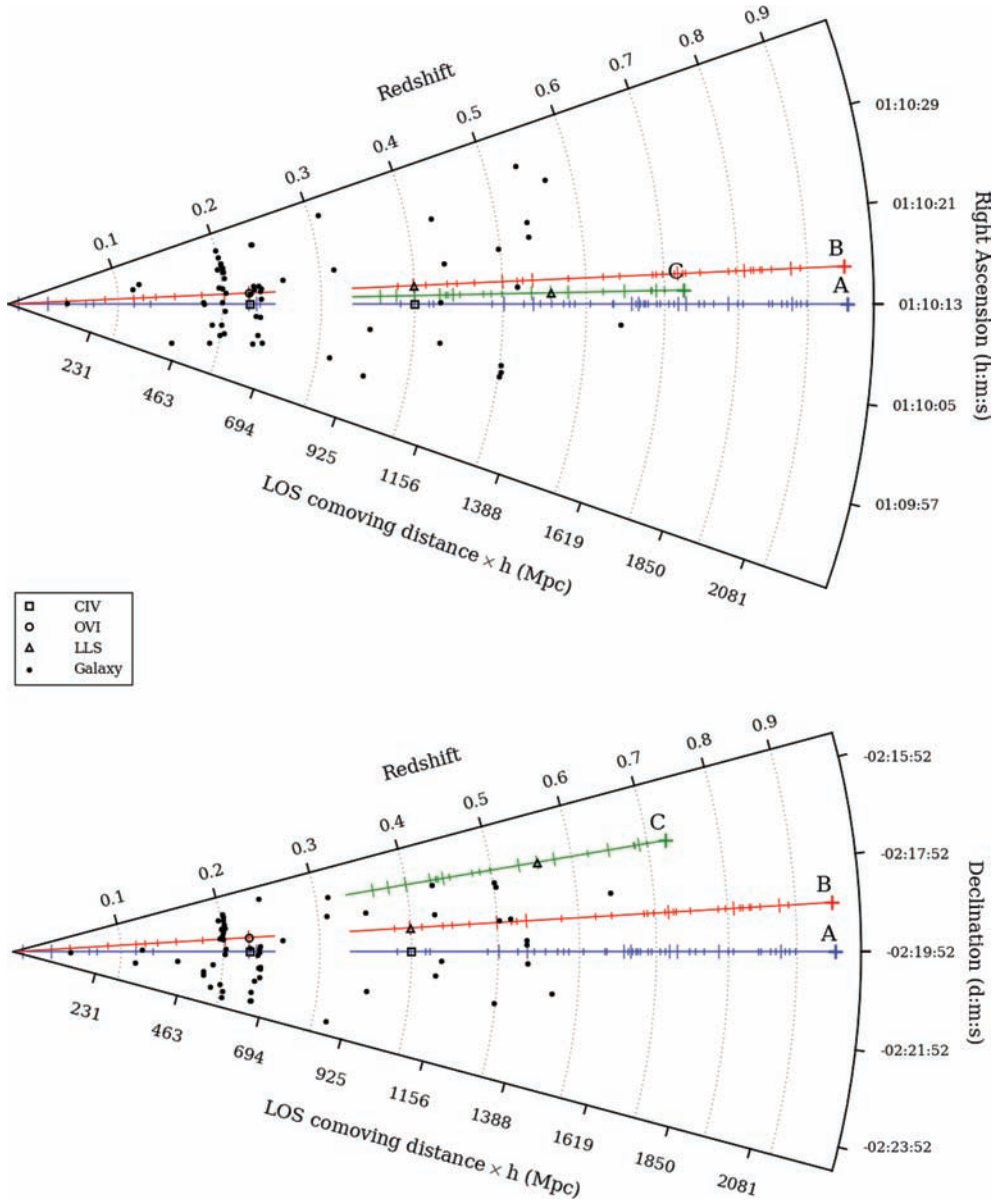 Redshift
0.1
0.2
0.3
0.4
0.5
0.6
0.7
0.8
0.9
01:10:29
01:10:21
01:10:13
01:10:05
01:09:57
Right Ascension (h:m:s)
B
C
A
231
463
694
925
1156
1388
1619
1850
2081
LOS comoving distance × h (Mpc)
CIV
OVI
LLS
Galaxy
Redshift
0.1
0.2
0.3
0.4
0.5
0.6
0.7
0.8
0.9
-02:15:52
-02:17:52
-02:19:52
-02:21:52
-02:23:52
Declination (d:m:s)
C
B
A
231
463
694
925
1156
1388
1619
1850
2081
LOS comoving distance × h (Mpc)